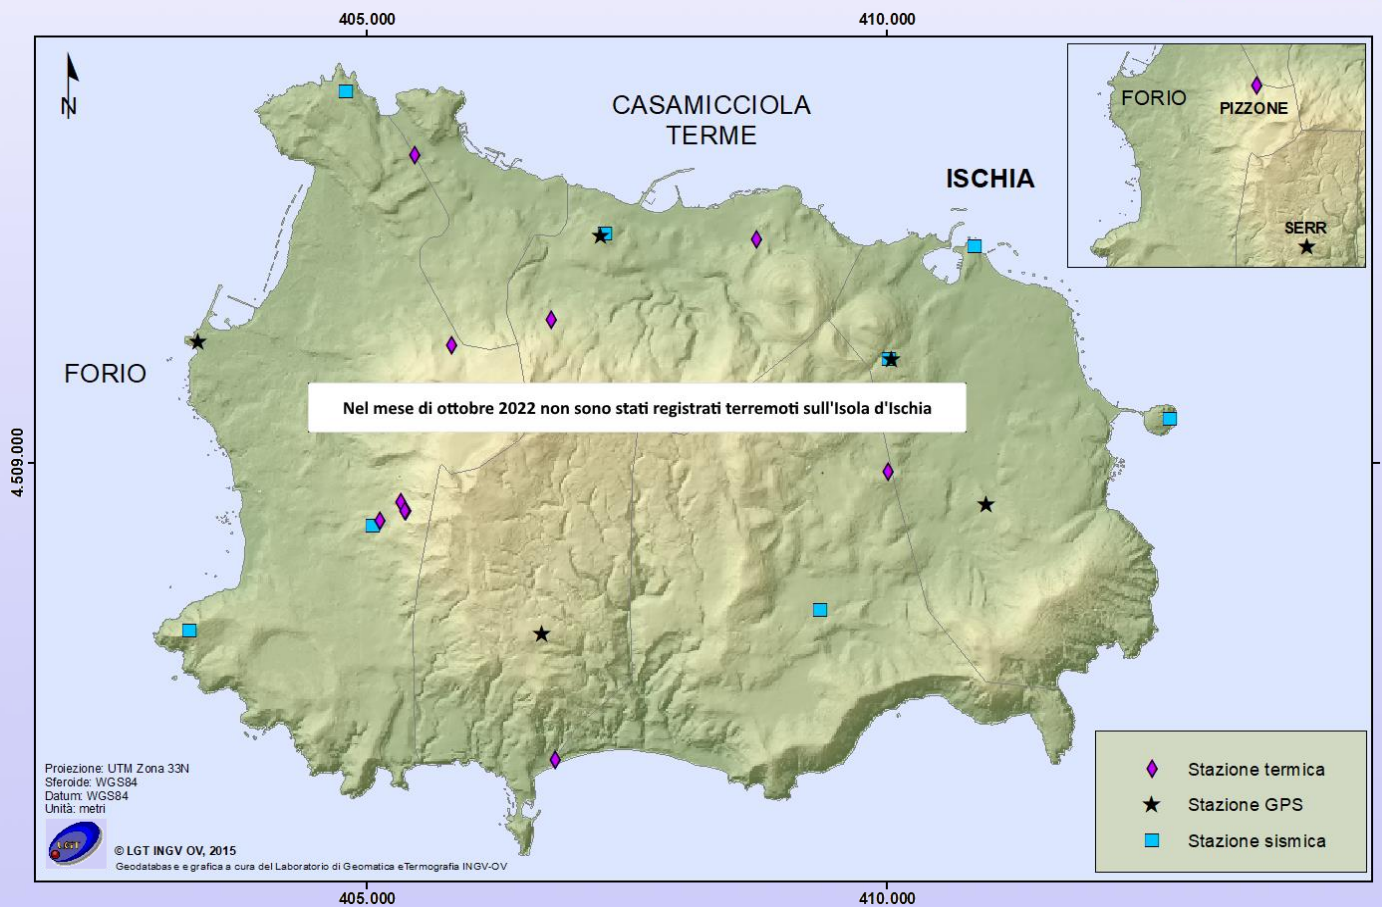 405.000
410.000
N
CASAMICCIOLA
TERME
ISCHIA
FORIO
PIZZONE
SERR
FORIO
Nel mese di ottobre 2022 non sono stati registrati terremoti sull'Isola d'Ischia
4.509.000
Proiezione: UTM Zona 33N
Sferoide: WGS84
Datum: WGS84
Unità: metri
LGT
© LGT INGV OV, 2015
Geodatabase e grafica a cura del Laboratorio di Geomatica e Termografia INGV-OV
Stazione termica
Stazione GPS
Stazione sismica
405.000
410.000